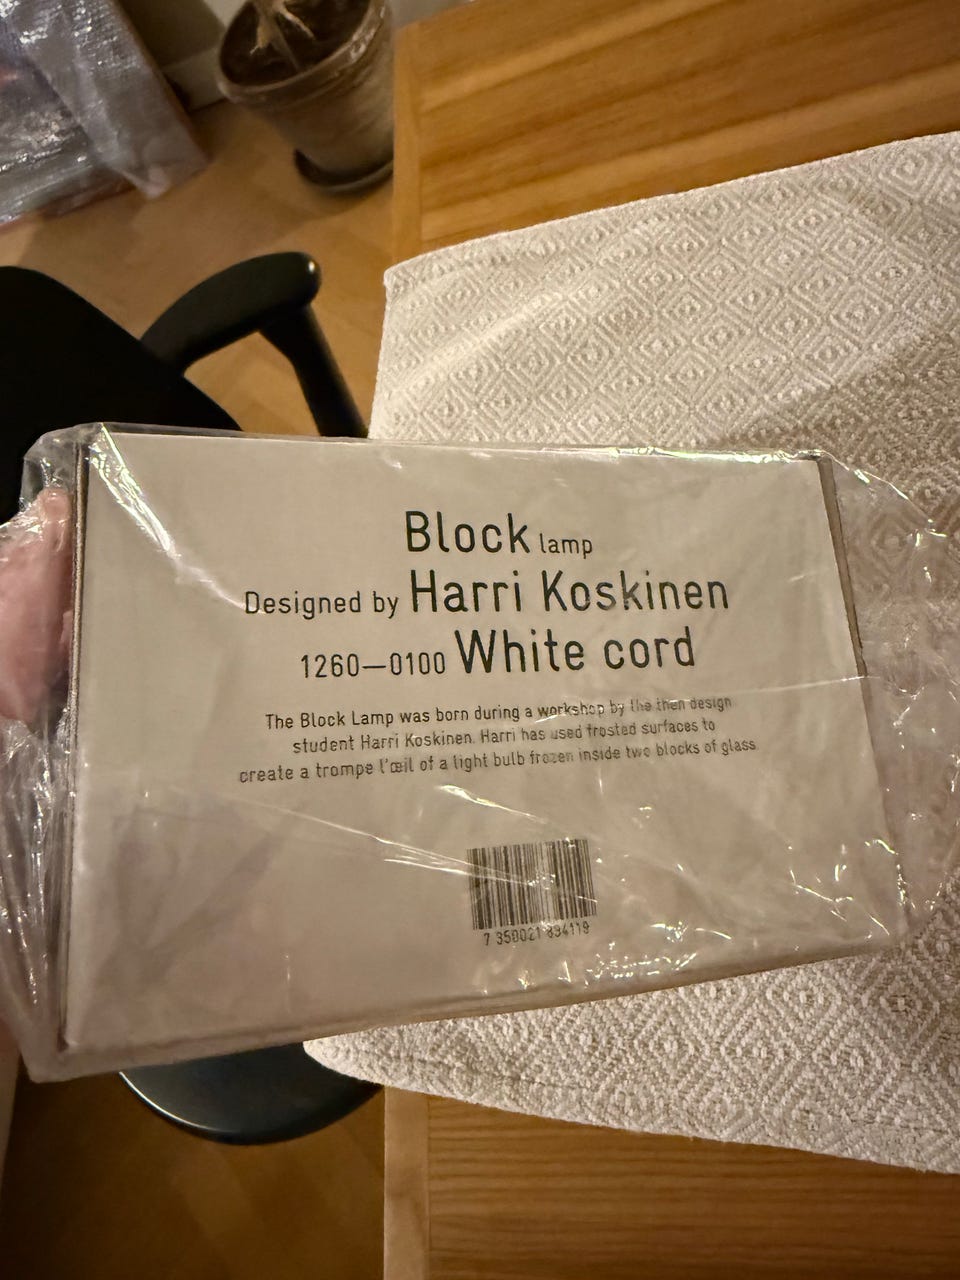 Block lamp
Designed by Harri Koskinen
1260—0100 White cord
The Block Lamp was born during a workshop by the then design
student Harri Koskinen. Harri has used frosted surfaces to
create a trompe l'œil of a light bulb frozen inside two blocks of glass
7 350021 894119